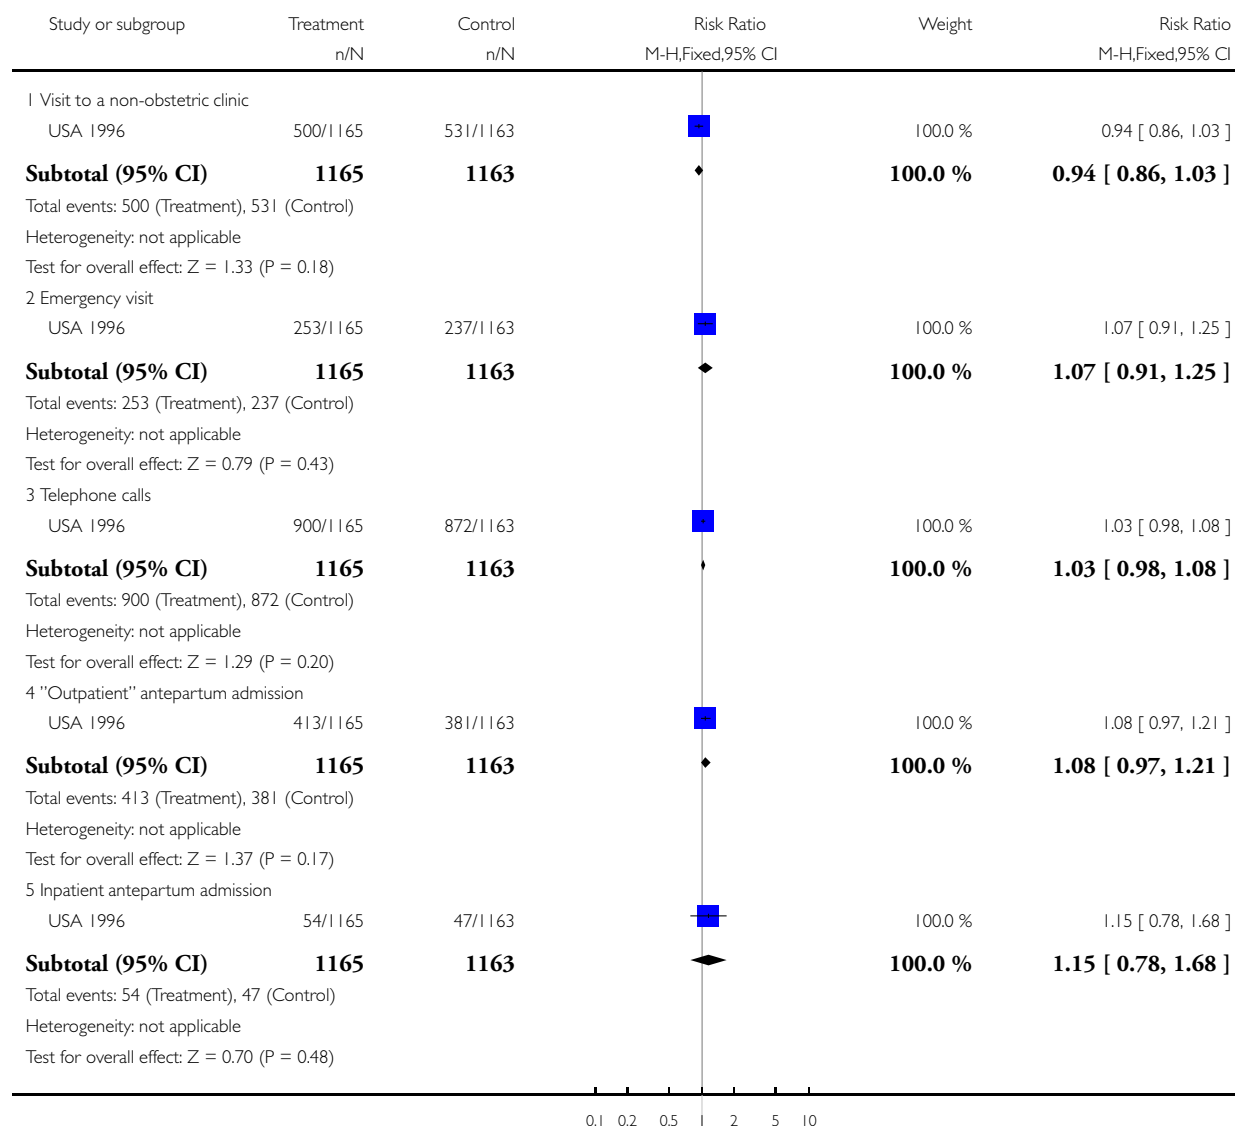 Study or subgroup Treatment Control Risk Ratio Weight Risk Ratio
n/N n/N M-H,Fixed,95% CI M-H,Fixed,95% CI
1 Visit to a non-obstetric clinic
USA 1996 500/1165 531/1163 100.0 % 0.94 [ 0.86, 1.03 ]
Subtotal (95% CI) 1165 1163 100.0 % 0.94 [ 0.86, 1.03 ]
Total events: 500 (Treatment), 531 (Control)
Heterogeneity: not applicable
Test for overall effect: Z = 1.33 (P = 0.18)
2 Emergency visit
USA 1996 253/1165 237/1163 100.0 % 1.07 [ 0.91, 1.25 ]
Subtotal (95% CI) 1165 1163 100.0 % 1.07 [ 0.91, 1.25 ]
Total events: 253 (Treatment), 237 (Control)
Heterogeneity: not applicable
Test for overall effect: Z = 0.79 (P = 0.43)
3 Telephone calls
USA 1996 900/1165 872/1163 100.0 % 1.03 [ 0.98, 1.08 ]
Subtotal (95% CI) 1165 1163 100.0 % 1.03 [ 0.98, 1.08 ]
Total events: 900 (Treatment), 872 (Control)
Heterogeneity: not applicable
Test for overall effect: Z = 1.29 (P = 0.20)
4 ”Outpatient” antepartum admission
USA 1996 413/1165 381/1163 100.0 % 1.08 [ 0.97, 1.21 ]
Subtotal (95% CI) 1165 1163 100.0 % 1.08 [ 0.97, 1.21 ]
Total events: 413 (Treatment), 381 (Control)
Heterogeneity: not applicable
Test for overall effect: Z = 1.37 (P = 0.17)
5 Inpatient antepartum admission
USA 1996 54/1165 47/1163 100.0 % 1.15 [ 0.78, 1.68 ]
Subtotal (95% CI) 1165 1163 100.0 % 1.15 [ 0.78, 1.68 ]
Total events: 54 (Treatment), 47 (Control)
Heterogeneity: not applicable
Test for overall effect: Z = 0.70 (P = 0.48)
0.1 0.2 0.5 1 2 5 10